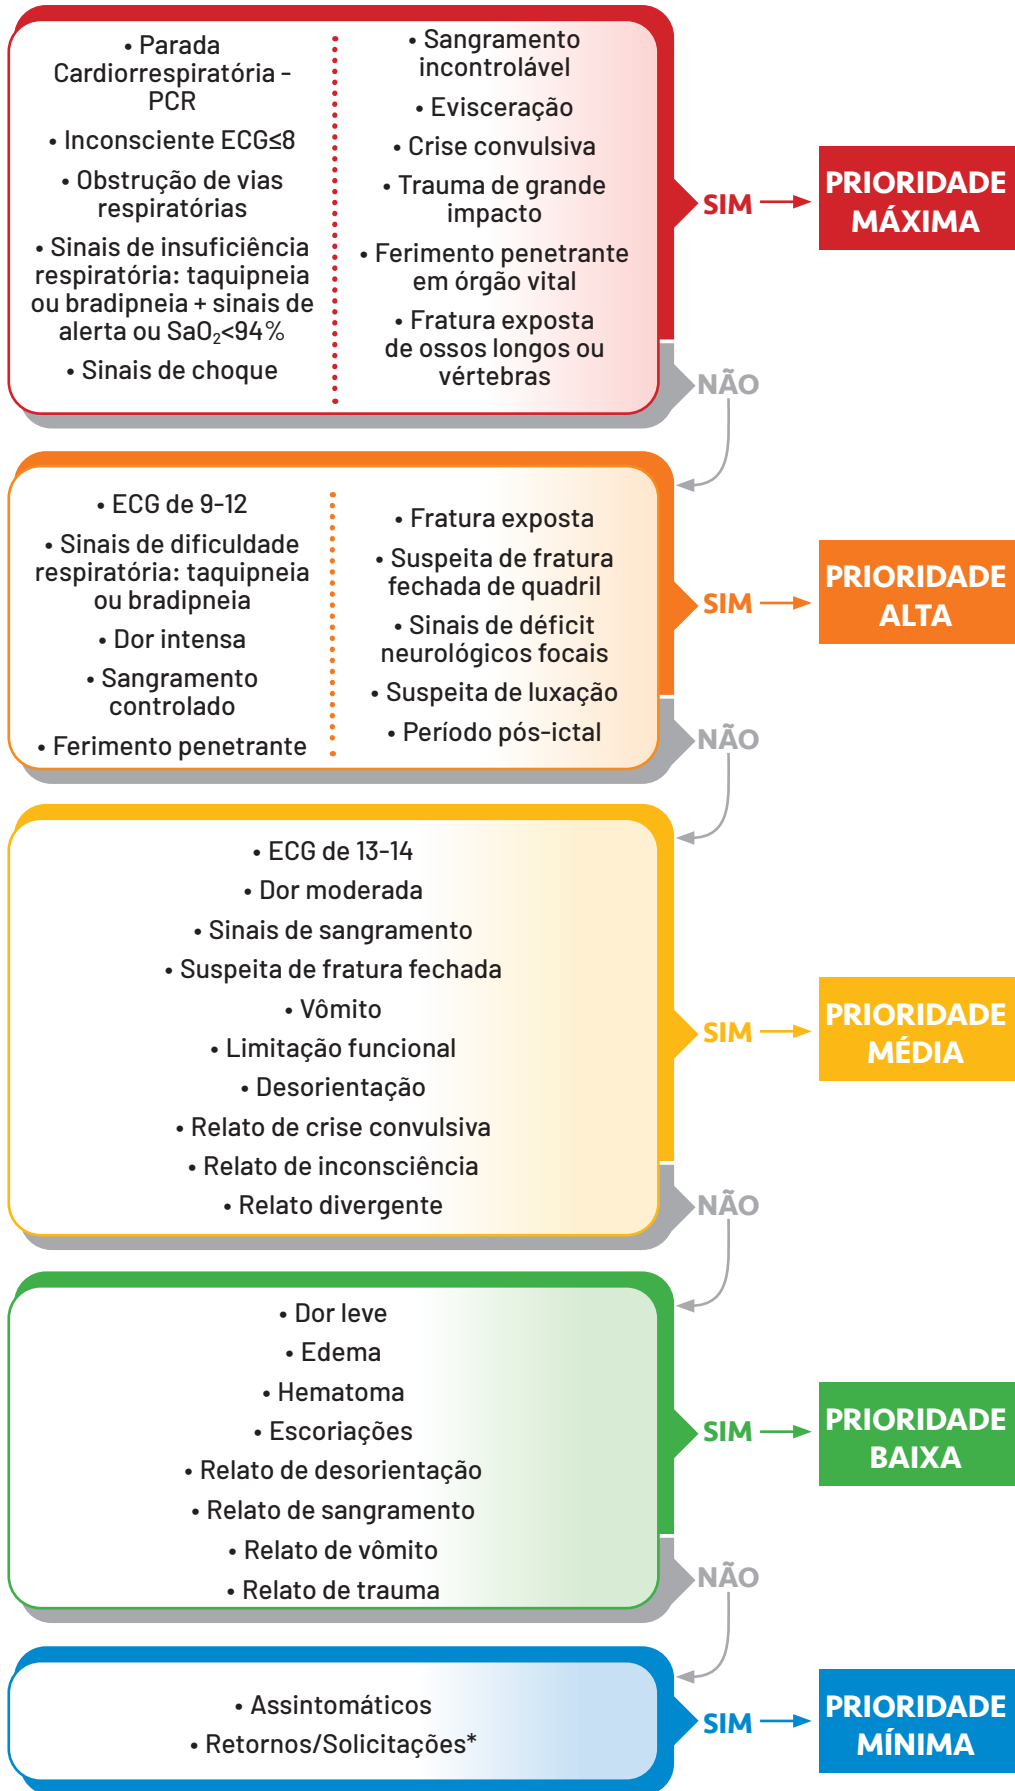 • Parada
Cardiorrespiratória -
PCR
• Inconsciente ECG≤8
• Obstrução de vias
respiratórias
• Sinais de insuficiência
respiratória: taquipneia
ou bradipneia + sinais de
alerta ou SaO₂<94%
• Sinais de choque
• Sangramento
incontrolável
• Evisceração
• Crise convulsiva
• Trauma de grande
impacto
• Ferimento penetrante
em órgão vital
• Fratura exposta
de ossos longos ou
vértebras
SIM
PRIORIDADE
MÁXIMA
NÃO
• ECG de 9-12
• Sinais de dificuldade
respiratória: taquipneia
ou bradipneia
• Dor intensa
• Sangramento
controlado
• Ferimento penetrante
• Fratura exposta
• Suspeita de fratura
fechada de quadril
• Sinais de déficit
neurológicos focais
• Suspeita de luxação
• Período pós-ictal
SIM
PRIORIDADE
ALTA
NÃO
• ECG de 13-14
• Dor moderada
• Sinais de sangramento
• Suspeita de fratura fechada
• Vômito
• Limitação funcional
• Desorientação
• Relato de crise convulsiva
• Relato de inconsciência
• Relato divergente
SIM
PRIORIDADE
MÉDIA
NÃO
• Dor leve
• Edema
• Hematoma
• Escoriações
• Relato de desorientação
• Relato de sangramento
• Relato de vômito
• Relato de trauma
SIM
PRIORIDADE
BAIXA
NÃO
• Assintomáticos
• Retornos/Solicitações*
SIM
PRIORIDADE
MÍNIMA